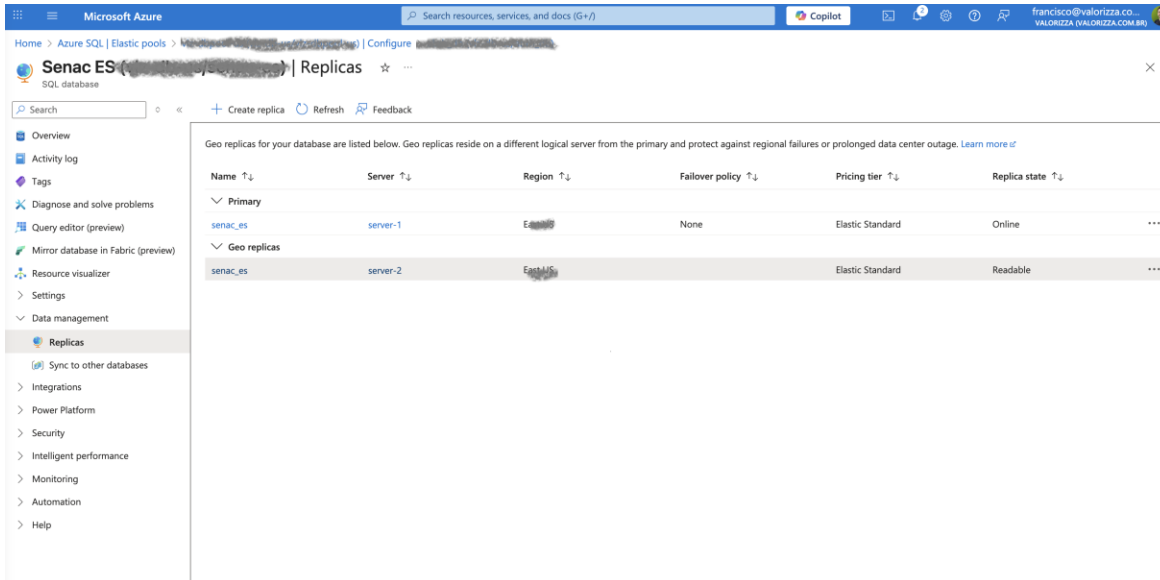 Microsoft Azure
Search resources, services, and docs (G+/)
Copilot
2
francisco@valorizza.co...
VALORIZZA (VALORIZZA.COM.BR)
Home > Azure SQL | Elastic pools > | Configure
Senac ES | Replicas
SQL database
Search
Create replica Refresh Feedback
Overview
Activity log
Tags
Diagnose and solve problems
Query editor (preview)
Mirror database in Fabric (preview)
Resource visualizer
Settings
Data management
Replicas
Sync to other databases
Integrations
Power Platform
Security
Intelligent performance
Monitoring
Automation
Help
Geo replicas for your database are listed below. Geo replicas reside on a different logical server from the primary and protect against regional failures or prolonged data center outage. Learn more
Name ↑↓ Server ↑↓ Region ↑↓ Failover policy ↑↓ Pricing tier ↑↓ Replica state ↑↓
Primary
senac_es server-1 None Elastic Standard Online
Geo replicas
senac_es server-2 East US Elastic Standard Readable